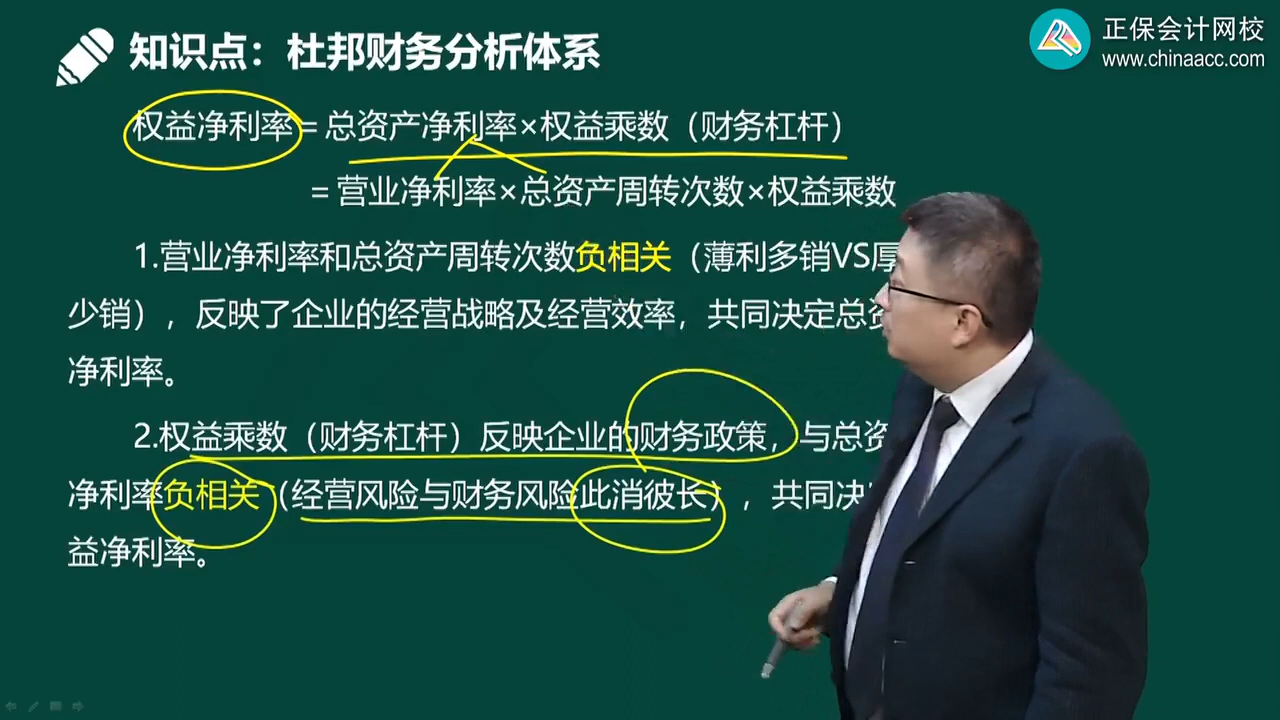 正保会计网校
www.chinaacc.com
知识点：杜邦财务分析体系
权益净利率＝总资产净利率×权益乘数（财务杠杆）
＝营业净利率×总资产周转次数×权益乘数
1.营业净利率和总资产周转次数负相关（薄利多销VS厚
少销），反映了企业的经营战略及经营效率，共同决定总资
净利率。
2.权益乘数（财务杠杆）反映企业的财务政策，与总资
净利率负相关（经营风险与财务风险此消彼长），共同决
益净利率。